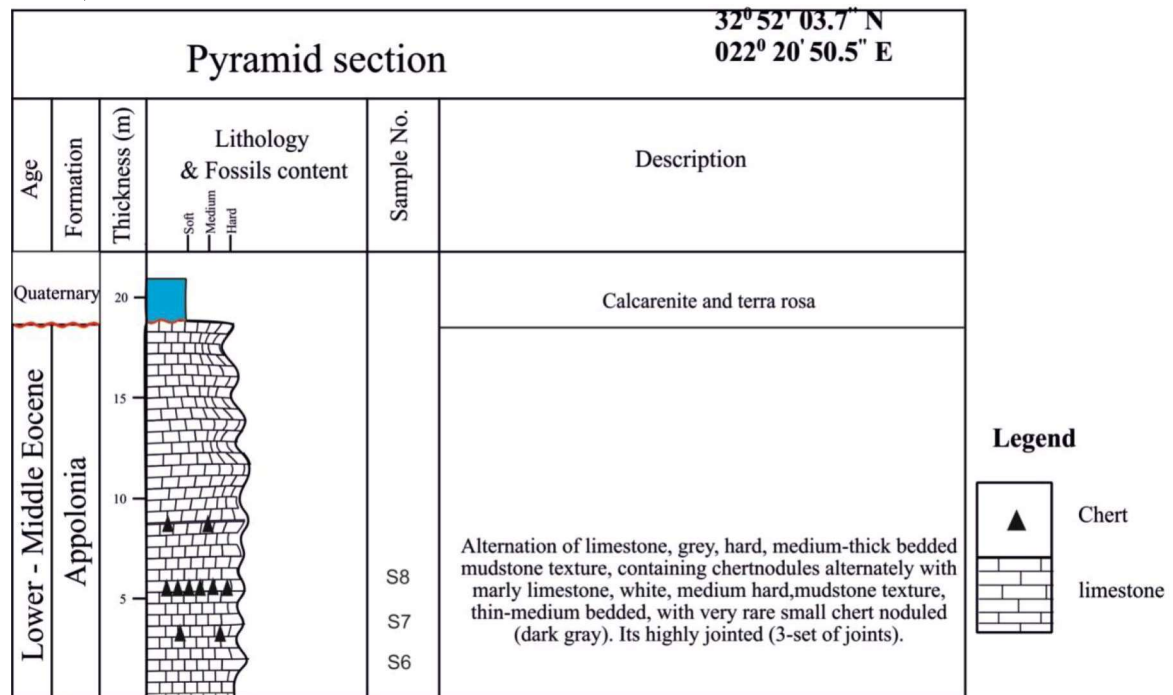 Pyramid section
32⁰ 52' 03.7" N
022⁰ 20' 50.5" E
Age
Formation
Thickness (m)
Lithology
& Fossils content
Soft
Medium
Hard
Sample No.
Description
Quaternary
20
Calcarenite and terra rosa
Lower - Middle Eocene
Appolonia
15
10
5
S8
S7
S6
Alternation of limestone, grey, hard, medium-thick bedded
mudstone texture, containing chertnodules alternately with
marly limestone, white, medium hard,mudstone texture,
thin-medium bedded, with very rare small chert noduled
(dark gray). Its highly jointed (3-set of joints).
Legend
Chert
limestone